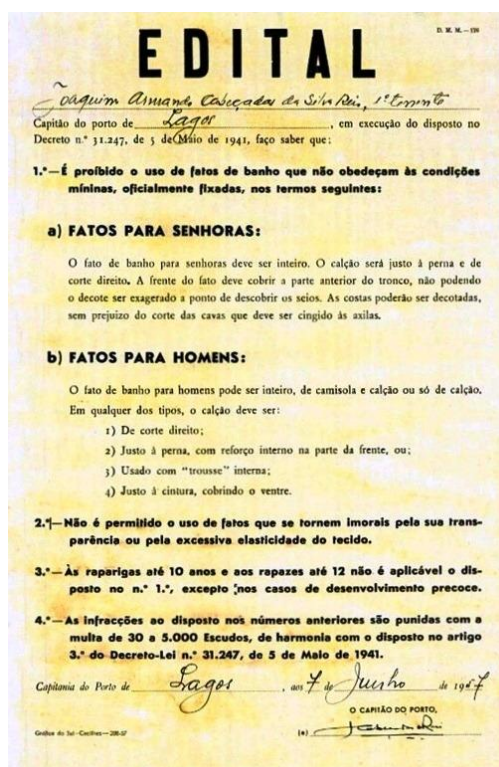 D. M. M. — 126
EDITAL
Joaquim Armando Cabeçadas da Silva Reis, 1º tenente
Capitão do porto de Lagos, em execução do disposto no
Decreto n.º 31.247, de 5 de Maio de 1941, faço saber que:
1.º—É proíbido o uso de fatos de banho que não obedeçam às condições
míninas, oficialmente fixadas, nos termos seguintes:
a) FATOS PARA SENHORAS:
O fato de banho para senhoras deve ser inteiro. O calção será justo à perna e de
corte direito. A frente do fato deve cobrir a parte anterior do tronco, não podendo
o decote ser exagerado a ponto de descobrir os seios. As costas poderão ser decotadas,
sem prejuizo do corte das cavas que deve ser cingido às axilas.
b) FATOS PARA HOMENS:
O fato de banho para homens pode ser inteiro, de camisola e calção ou só de calção.
Em qualquer dos tipos, o calção deve ser:
1) De corte direito;
2) Justo à perna, com reforço interno na parte da frente, ou;
3) Usado com "trousse" interna;
4) Justo à cintura, cobrindo o ventre.
2.º—Não é permitido o uso de fatos que se tornem imorais pela sua trans-
parência ou pela excessiva elasticidade do tecido.
3.º—Às raparigas até 10 anos e aos rapazes até 12 não é aplicável o dis-
posto no n.º 1.º, excepto nos casos de desenvolvimento precoce.
4.º—As infracções ao disposto nos números anteriores são punidas com a
multa de 30 a 5.000 Escudos, de harmonia com o disposto no artigo
3.º do Decreto-Lei n.º 31.247, de 5 de Maio de 1941.
Capitania do Porto de Lagos, aos 7 de Junho de 1957
O CAPITÃO DO PORTO,
(a)
Gráfica do Sul—Cacilhas—